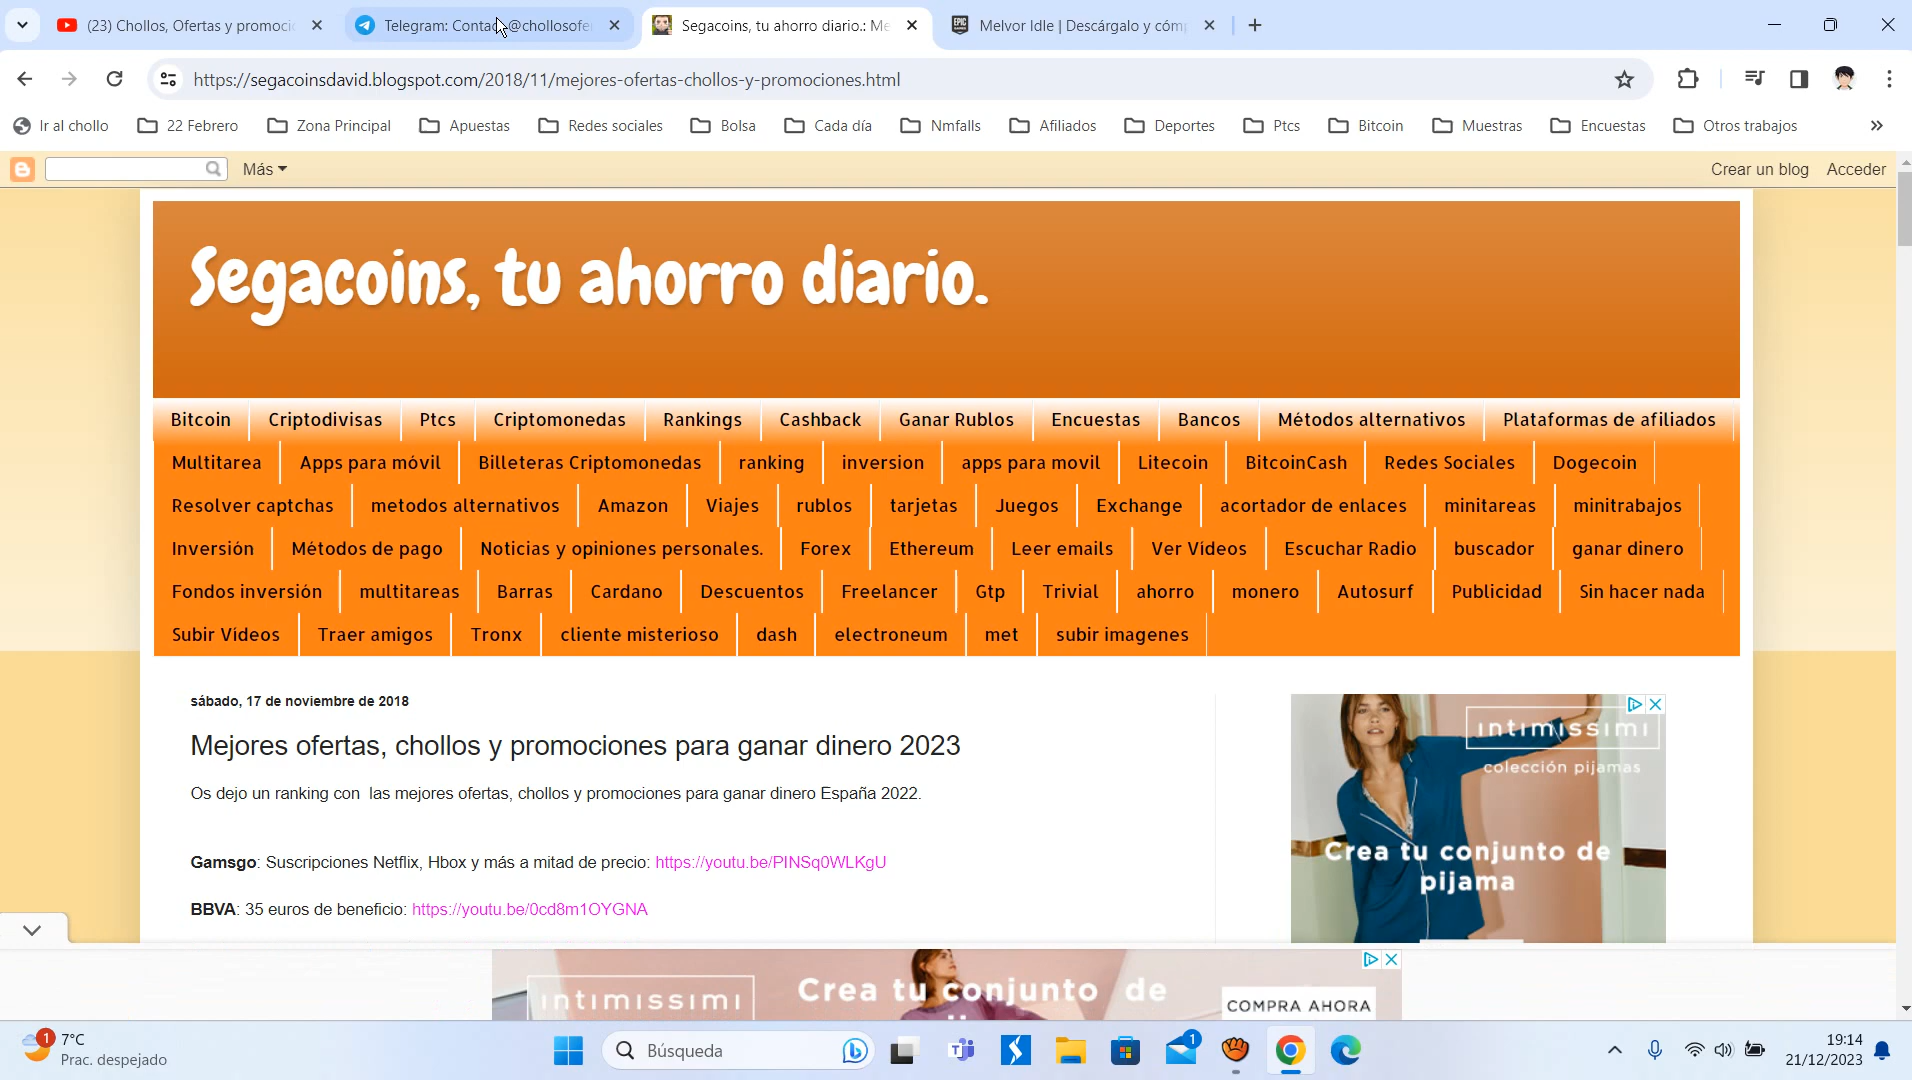 (23) Chollos, Ofertas y promoci
Telegram: Contac @chollosofe
Segacoins, tu ahorro diario.: Me
EPIC
Melvor Idle | Descárgalo y cóm
https://segacoinsdavid.blogspot.com/2018/11/mejores-ofertas-chollos-y-promociones.html
Ir al chollo
22 Febrero
Zona Principal
Apuestas
Redes sociales
Bolsa
Cada día
Nmfalls
Afiliados
Deportes
Ptcs
Bitcoin
Muestras
Encuestas
Otros trabajos
Más
Crear un blog
Acceder
Segacoins, tu ahorro diario.
Bitcoin Criptodivisas Ptcs Criptomonedas Rankings Cashback Ganar Rublos Encuestas Bancos Métodos alternativos Plataformas de afiliados
Multitarea Apps para móvil Billeteras Criptomonedas ranking inversion apps para movil Litecoin BitcoinCash Redes Sociales Dogecoin
Resolver captchas metodos alternativos Amazon Viajes rublos tarjetas Juegos Exchange acortador de enlaces minitareas minitrabajos
Inversión Métodos de pago Noticias y opiniones personales. Forex Ethereum Leer emails Ver Vídeos Escuchar Radio buscador ganar dinero
Fondos inversión multitareas Barras Cardano Descuentos Freelancer Gtp Trivial ahorro monero Autosurf Publicidad Sin hacer nada
Subir Vídeos Traer amigos Tronx cliente misterioso dash electroneum met subir imagenes
sábado, 17 de noviembre de 2018
Mejores ofertas, chollos y promociones para ganar dinero 2023
Os dejo un ranking con las mejores ofertas, chollos y promociones para ganar dinero España 2022.
Gamsgo: Suscripciones Netflix, Hbox y más a mitad de precio: https://youtu.be/PINSq0WLKgU
BBVA: 35 euros de beneficio: https://youtu.be/0cd8m1OYGNA
intimissimi
colección pijamas
Crea tu conjunto de
pijama
intimissimi
Crea tu conjunto de
COMPRA AHORA
1
7°C
Prac. despejado
Búsqueda
1
19:14
21/12/2023